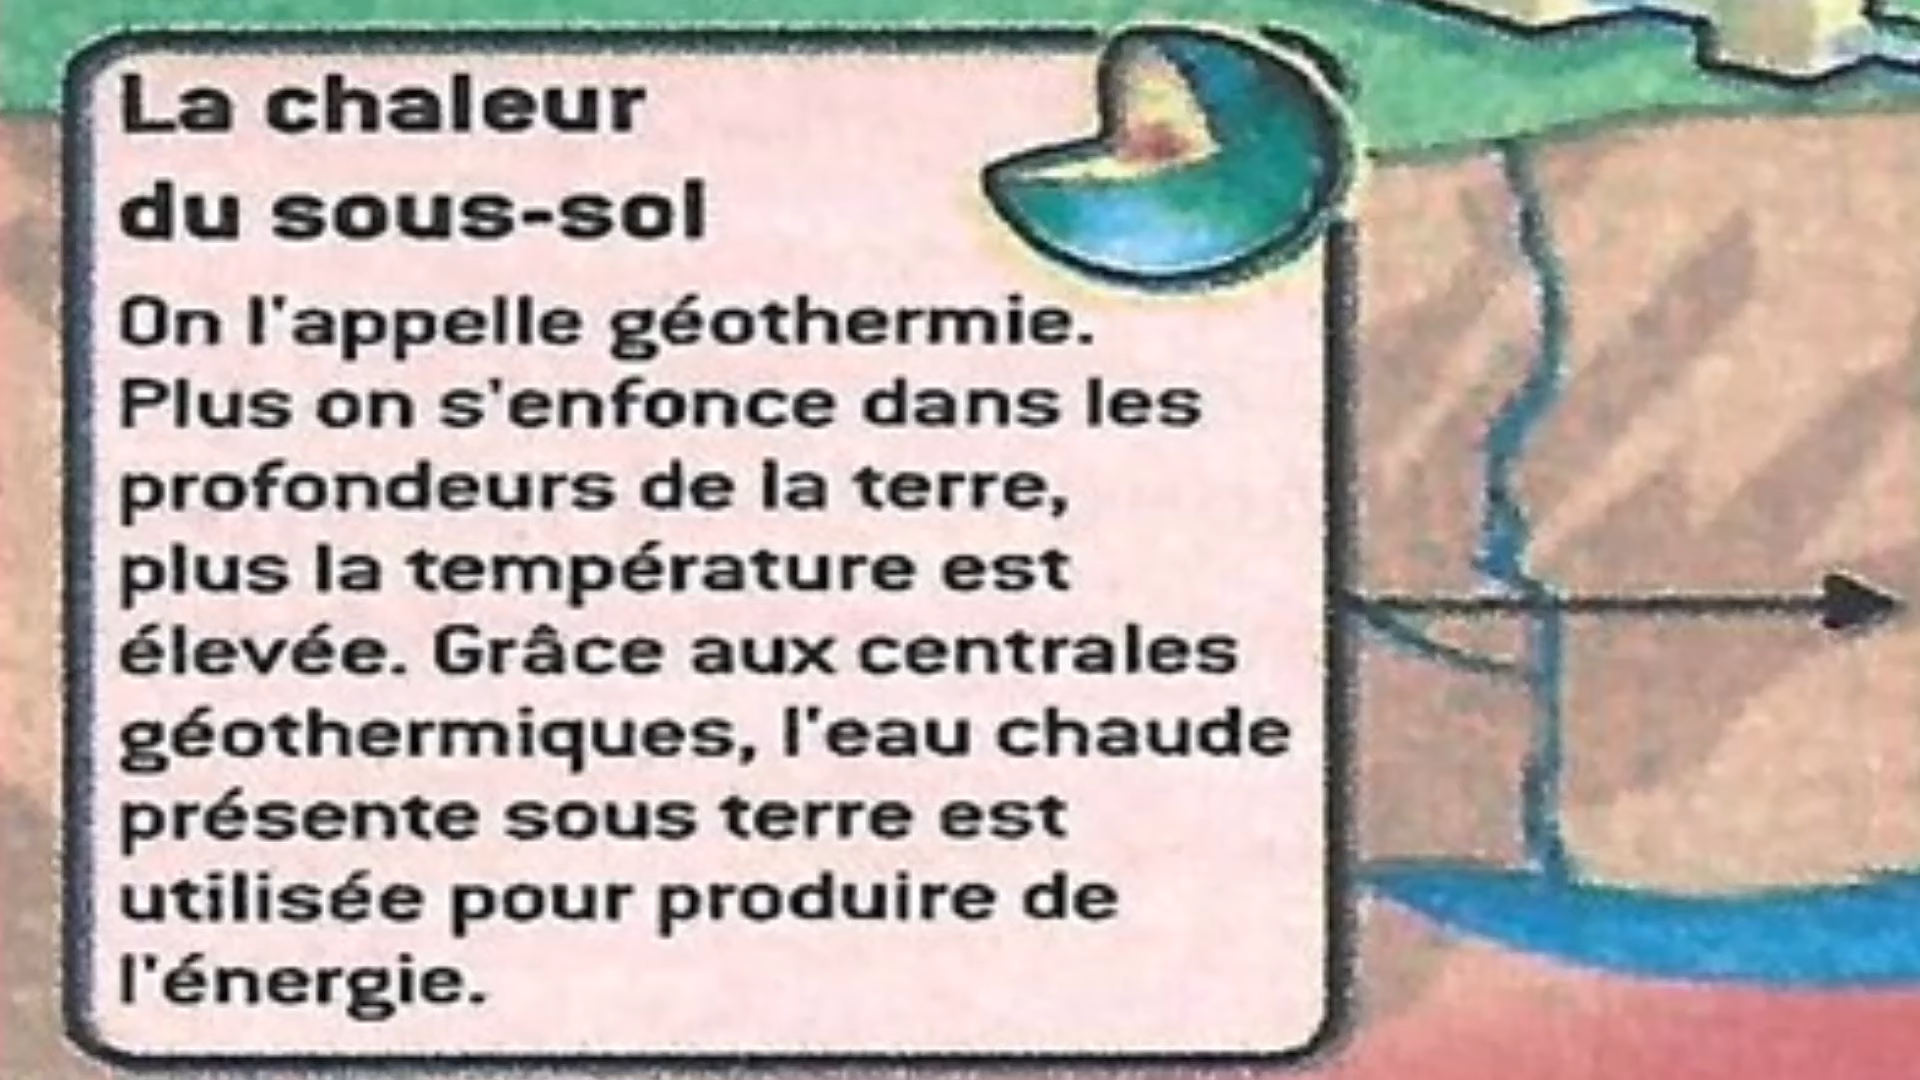 La chaleur
du sous-sol
On l'appelle géothermie.
Plus on s'enfonce dans les
profondeurs de la terre,
plus la température est
élevée. Grâce aux centrales
géothermiques, l'eau chaude
présente sous terre est
utilisée pour produire de
l'énergie.